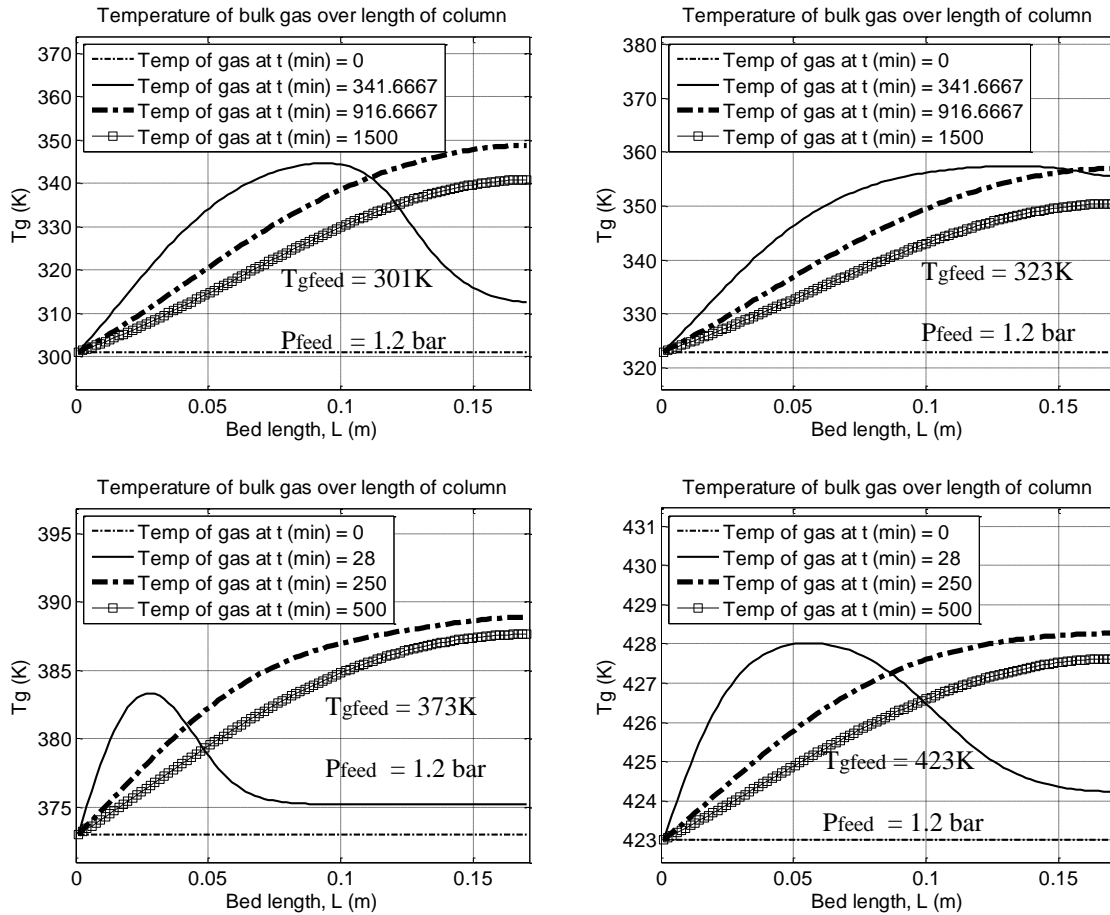 Temperature of bulk gas over length of column
370
360
350
340
330
320
310
300
Tg (K)
Temp of gas at t (min) = 0
Temp of gas at t (min) = 341.6667
Temp of gas at t (min) = 916.6667
Temp of gas at t (min) = 1500
Tgfeed = 301K
Pfeed = 1.2 bar
0 0.05 0.1 0.15
Bed length, L (m)
Temperature of bulk gas over length of column
380
370
360
350
340
330
320
Tg (K)
Temp of gas at t (min) = 0
Temp of gas at t (min) = 341.6667
Temp of gas at t (min) = 916.6667
Temp of gas at t (min) = 1500
Tgfeed = 323K
Pfeed = 1.2 bar
0 0.05 0.1 0.15
Bed length, L (m)
Temperature of bulk gas over length of column
395
390
385
380
375
Tg (K)
Temp of gas at t (min) = 0
Temp of gas at t (min) = 28
Temp of gas at t (min) = 250
Temp of gas at t (min) = 500
Tgfeed = 373K
Pfeed = 1.2 bar
0 0.05 0.1 0.15
Bed length, L (m)
Temperature of bulk gas over length of column
431
430
429
428
427
426
425
424
423
Tg (K)
Temp of gas at t (min) = 0
Temp of gas at t (min) = 28
Temp of gas at t (min) = 250
Temp of gas at t (min) = 500
Tgfeed = 423K
Pfeed = 1.2 bar
0 0.05 0.1 0.15
Bed length, L (m)